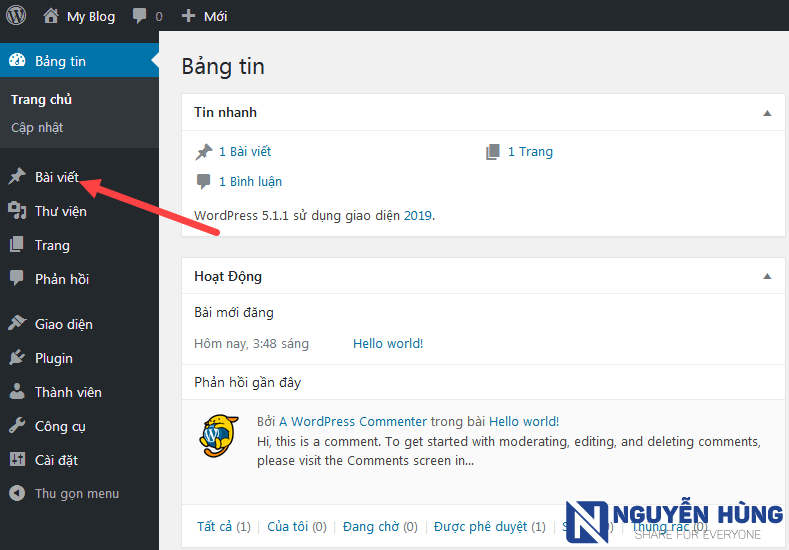 My Blog 0 Mới
Bảng tin
Trang chủ
Cập nhật
Bài viết
Thư viện
Trang
Phản hồi
Giao diện
Plugin
Thành viên
Công cụ
Cài đặt
Thu gọn menu
Bảng tin
Tin nhanh
1 Bài viết 1 Trang
1 Bình luận
WordPress 5.1.1 sử dụng giao diện 2019.
Hoạt Động
Bài mới đăng
Hôm nay, 3:48 sáng Hello world!
Phản hồi gần đây
Bởi A WordPress Commenter trong bài Hello world!
Hi, this is a comment. To get started with moderating, editing, and deleting comments,
please visit the Comments screen in...
Tất cả (1) | Của tôi (0) | Đang chờ (0) | Được phê duyệt (1) | Thùng rác (0)
NGUYỄN HÙNG
SHARE FOR EVERYONE